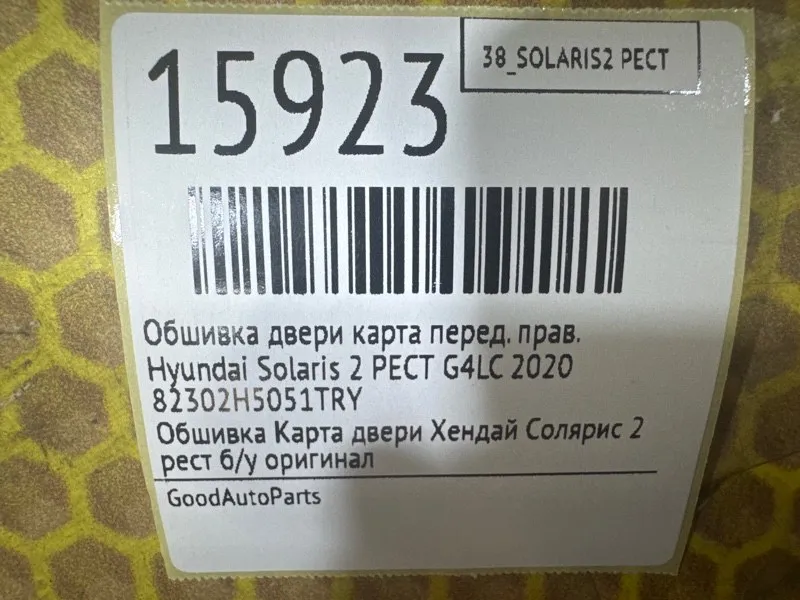 15923
38_SOLARIS2 РЕСТ
Обшивка двери карта перед. прав.
Hyundai Solaris 2 РЕСТ G4LC 2020
82302H5051TRY
Обшивка Карта двери Хендай Солярис 2
рест б/у оригинал
GoodAutoParts